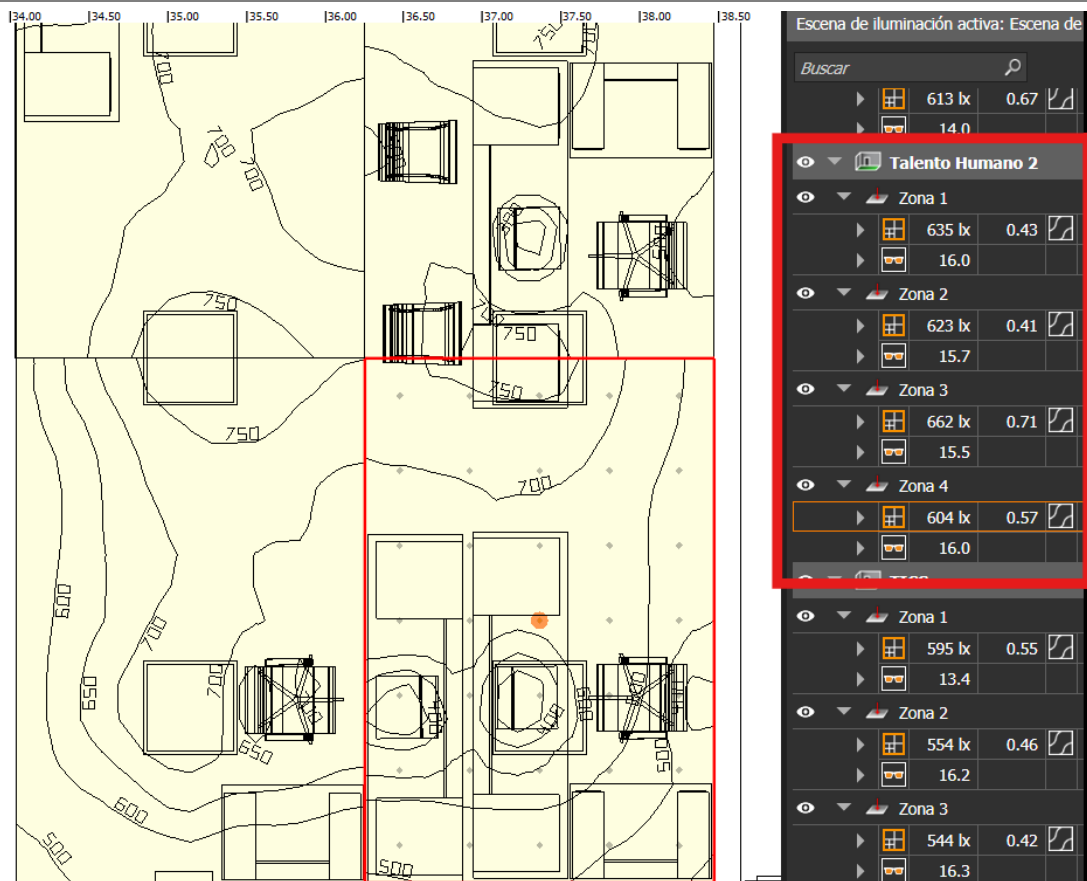 34.00 34.50 35.00 35.50 36.00 36.50 37.00 37.50 38.00 38.50
Escena de iluminación activa: Escena de
Buscar
613 lx 0.67
14.0
Talento Humano 2
Zona 1
635 lx 0.43
16.0
Zona 2
623 lx 0.41
15.7
Zona 3
662 lx 0.71
15.5
Zona 4
604 lx 0.57
16.0
Zona 1
595 lx 0.55
13.4
Zona 2
554 lx 0.46
16.2
Zona 3
544 lx 0.42
16.3
750
700
700
700
750
750
750
750
700
600
650
700
700
650
600
500
500
600
400
500